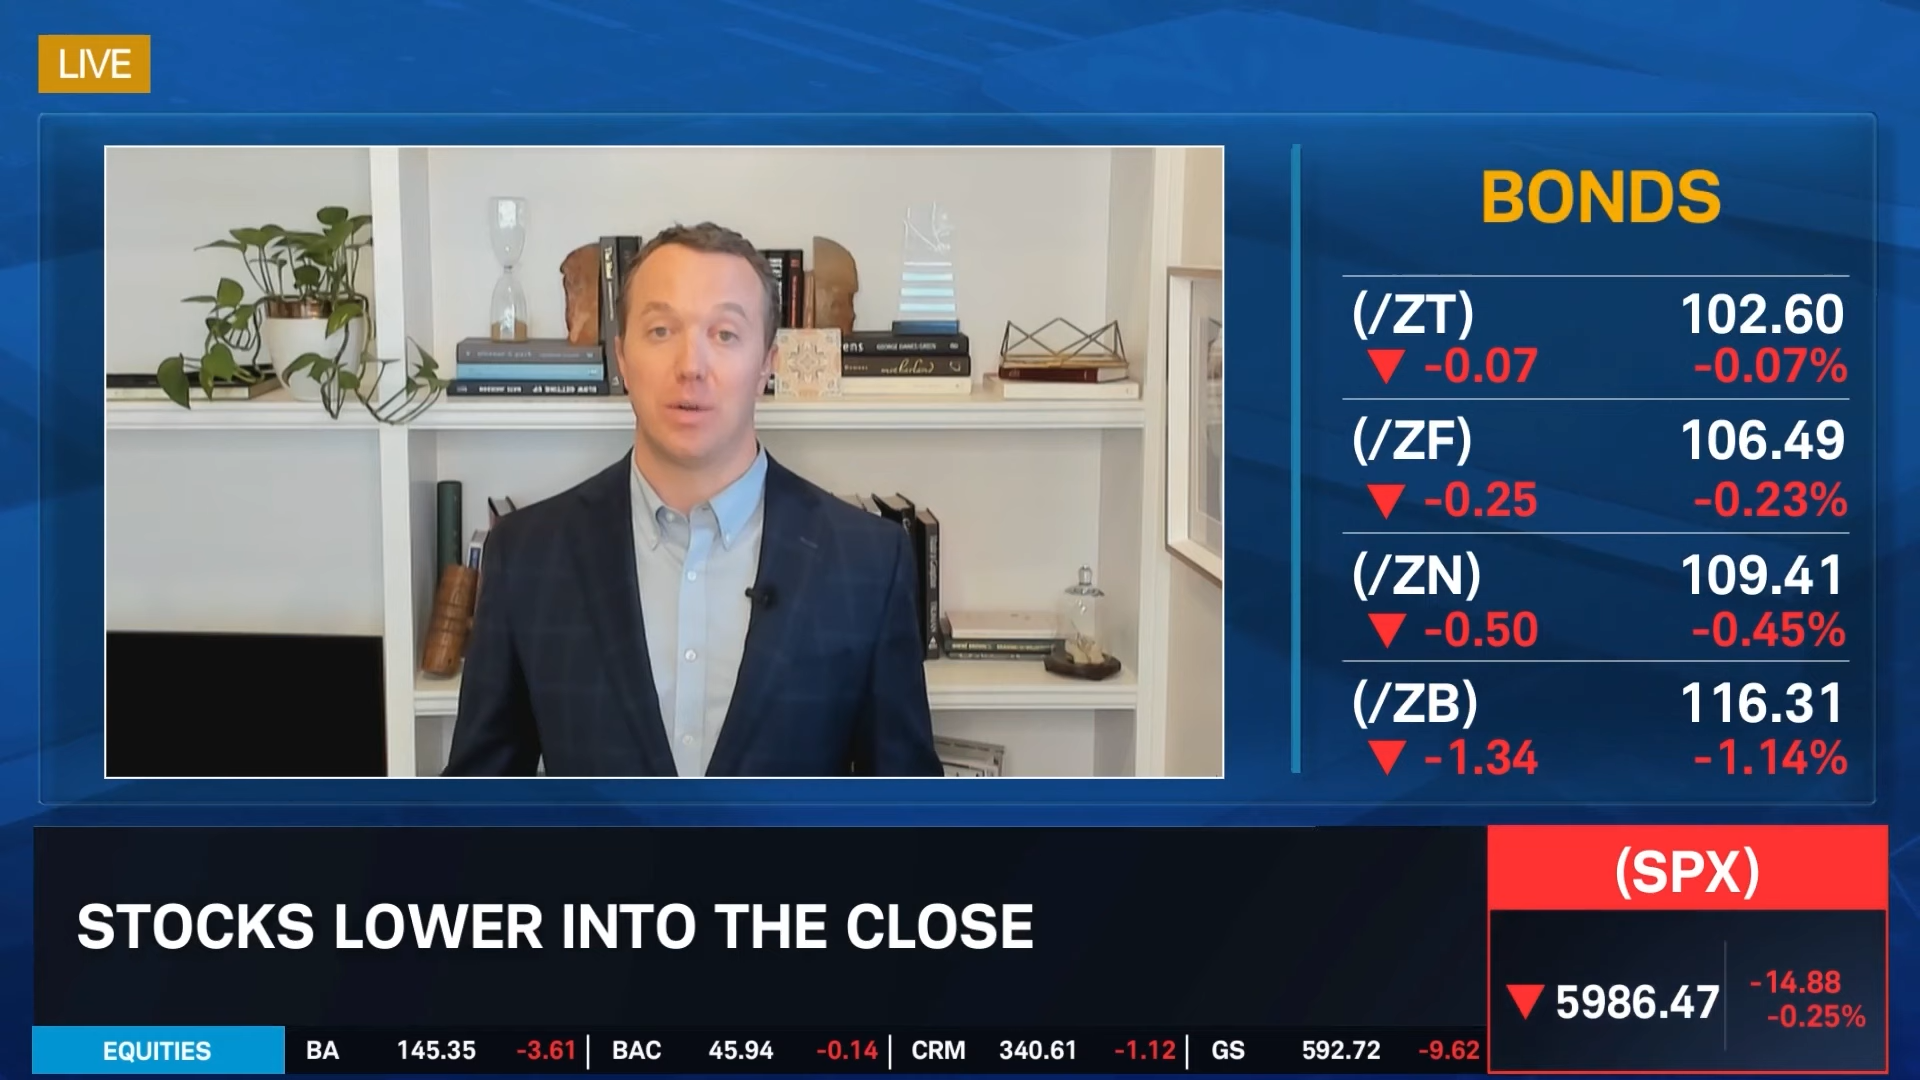 LIVE
BONDS
(/ZT) 102.60
▼ -0.07 -0.07%
(/ZF) 106.49
▼ -0.25 -0.23%
(/ZN) 109.41
▼ -0.50 -0.45%
(/ZB) 116.31
▼ -1.34 -1.14%
STOCKS LOWER INTO THE CLOSE
(SPX)
▼ 5986.47 -14.88
-0.25%
EQUITIES BA 145.35 -3.61 | BAC 45.94 -0.14 | CRM 340.61 -1.12 | GS 592.72 -9.62